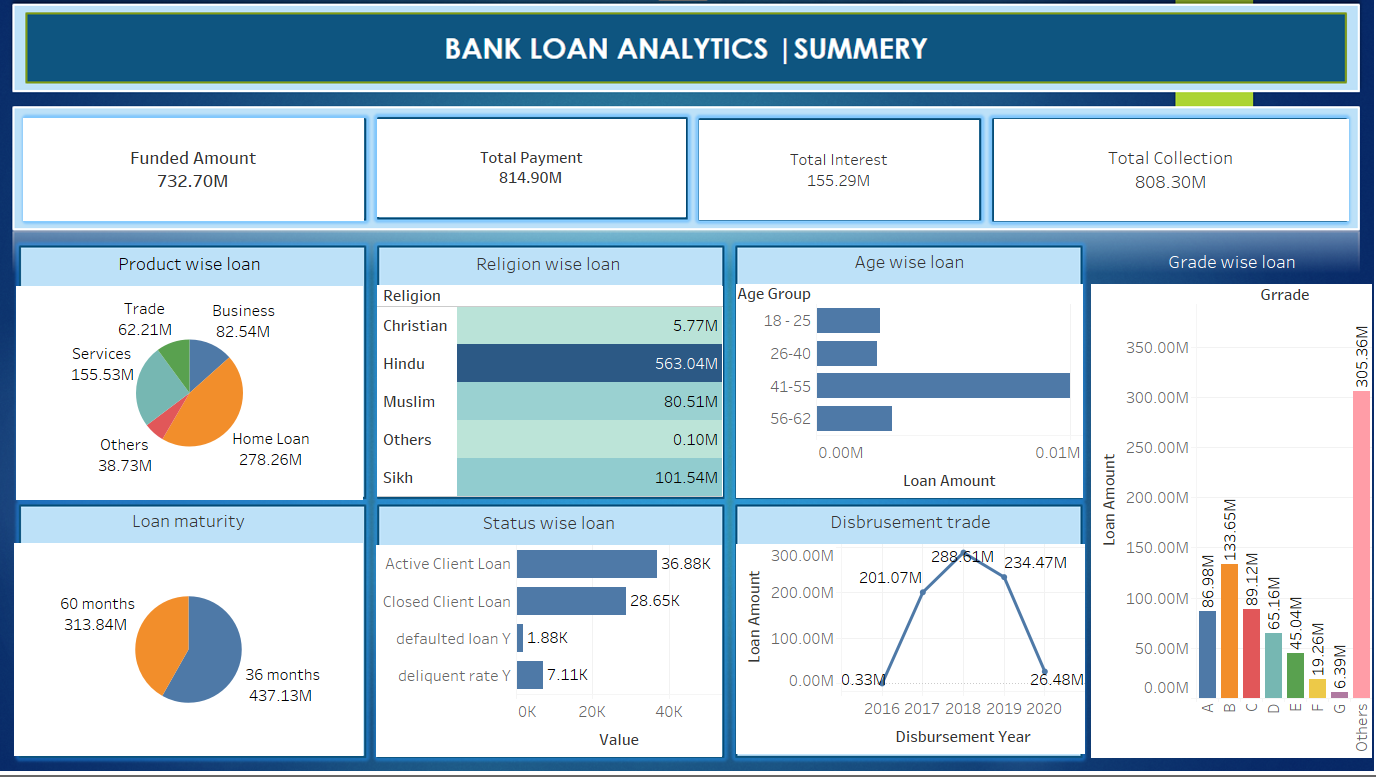 BANK LOAN ANALYTICS |SUMMERY
Funded Amount
732.70M
Total Payment
814.90M
Total Interest
155.29M
Total Collection
808.30M
Product wise loan
Trade
62.21M
Business
82.54M
Services
155.53M
Others
38.73M
Home Loan
278.26M
Religion wise loan
Religion
Christian 5.77M
Hindu 563.04M
Muslim 80.51M
Others 0.10M
Sikh 101.54M
Age wise loan
Age Group
18 - 25
26-40
41-55
56-62
0.00M 0.01M
Loan Amount
Grade wise loan
Grrade
350.00M
300.00M
250.00M
200.00M
150.00M
100.00M
50.00M
0.00M
Loan Amount
86.98M
133.65M
89.12M
65.16M
45.04M
19.26M
6.39M
305.36M
A
B
C
D
E
F
G
Others
Loan maturity
60 months
313.84M
36 months
437.13M
Status wise loan
Active Client Loan 36.88K
Closed Client Loan 28.65K
defaulted loan Y 1.88K
deliquent rate Y 7.11K
0K 20K 40K
Value
Disbrusement trade
300.00M
200.00M
100.00M
0.00M
Loan Amount
0.33M
201.07M
288.61M
234.47M
26.48M
2016 2017 2018 2019 2020
Disbursement Year